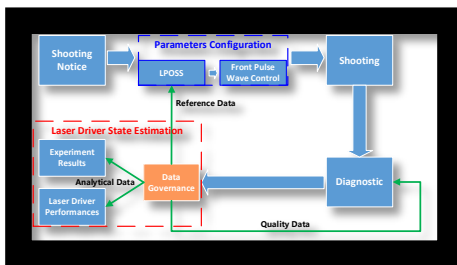 Parameters Configuration
Shooting
Notice
LPOSS
Front Pulse
Wave Control
Shooting
Reference Data
Laser Driver State Estimation
Experiment
Results
Analytical Data
Laser Driver
Performances
Data
Governance
Diagnostic
Quality Data